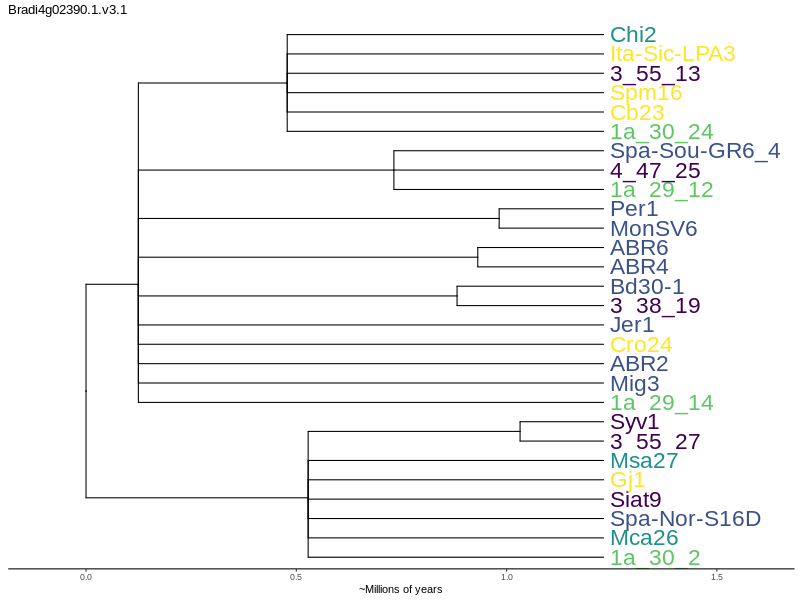 Bradi4g02390.1.v3.1
Chi2
Ita-Sic-LPA3
3_55_13
Spm16
Cb23
1a_30_24
Spa-Sou-GR6_4
4_47_25
1a_29_12
Per1
MonSV6
ABR6
ABR4
Bd30-1
3_38_19
Jer1
Cro24
ABR2
Mig3
1a_29_14
Syv1
3_55_27
Msa27
Gj1
Siat9
Spa-Nor-S16D
Mca26
1a_30_2
0.0 0.5 1.0 1.5
~Millions of years